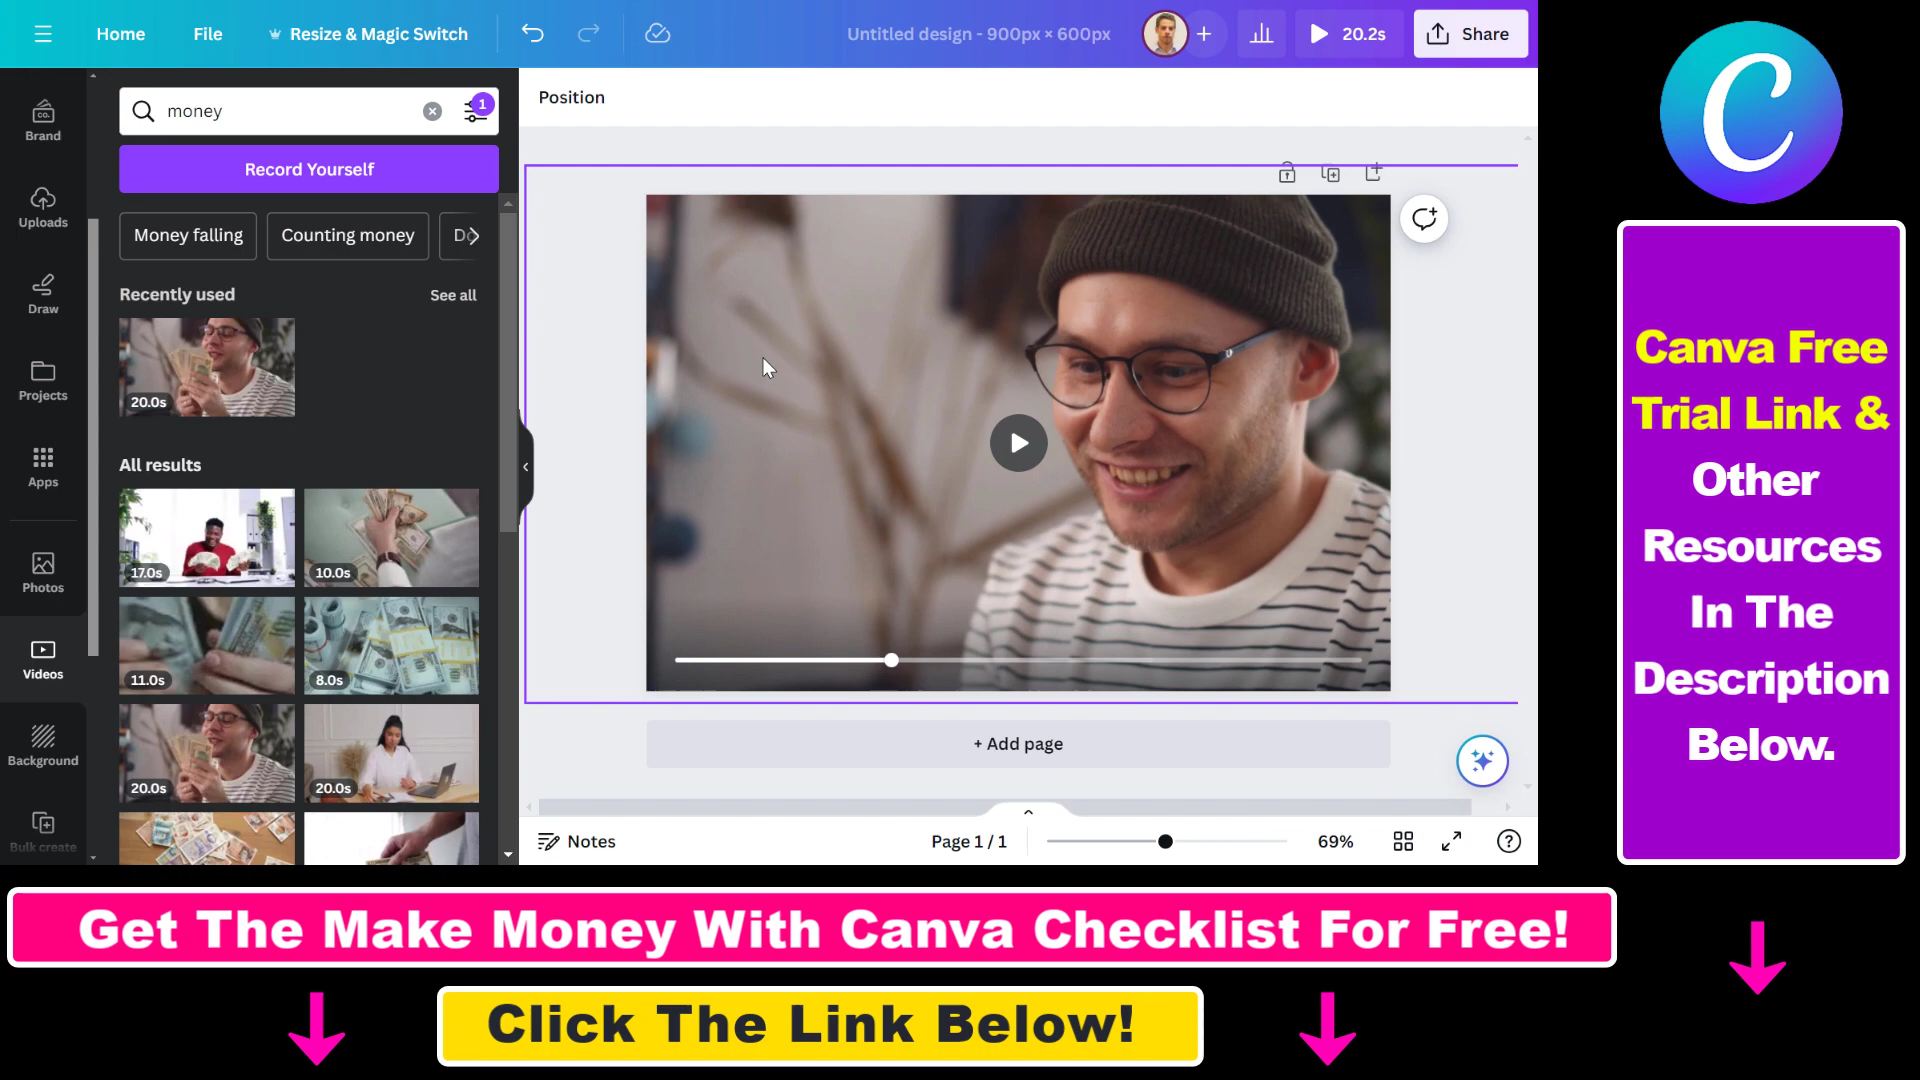 Home
File
Resize & Magic Switch
Untitled design - 900px × 600px
20.2s
Share
Brand
Uploads
Draw
Projects
Apps
Photos
Videos
Background
Bulk create
money
1
Record Yourself
Money falling
Counting money
Recently used
See all
20.0s
All results
17.0s
10.0s
11.0s
8.0s
20.0s
20.0s
Position
+ Add page
Notes
Page 1 / 1
69%
C
Canva Free
Trial Link &
Other
Resources
In The
Description
Below.
Get The Make Money With Canva Checklist For Free!
Click The Link Below!